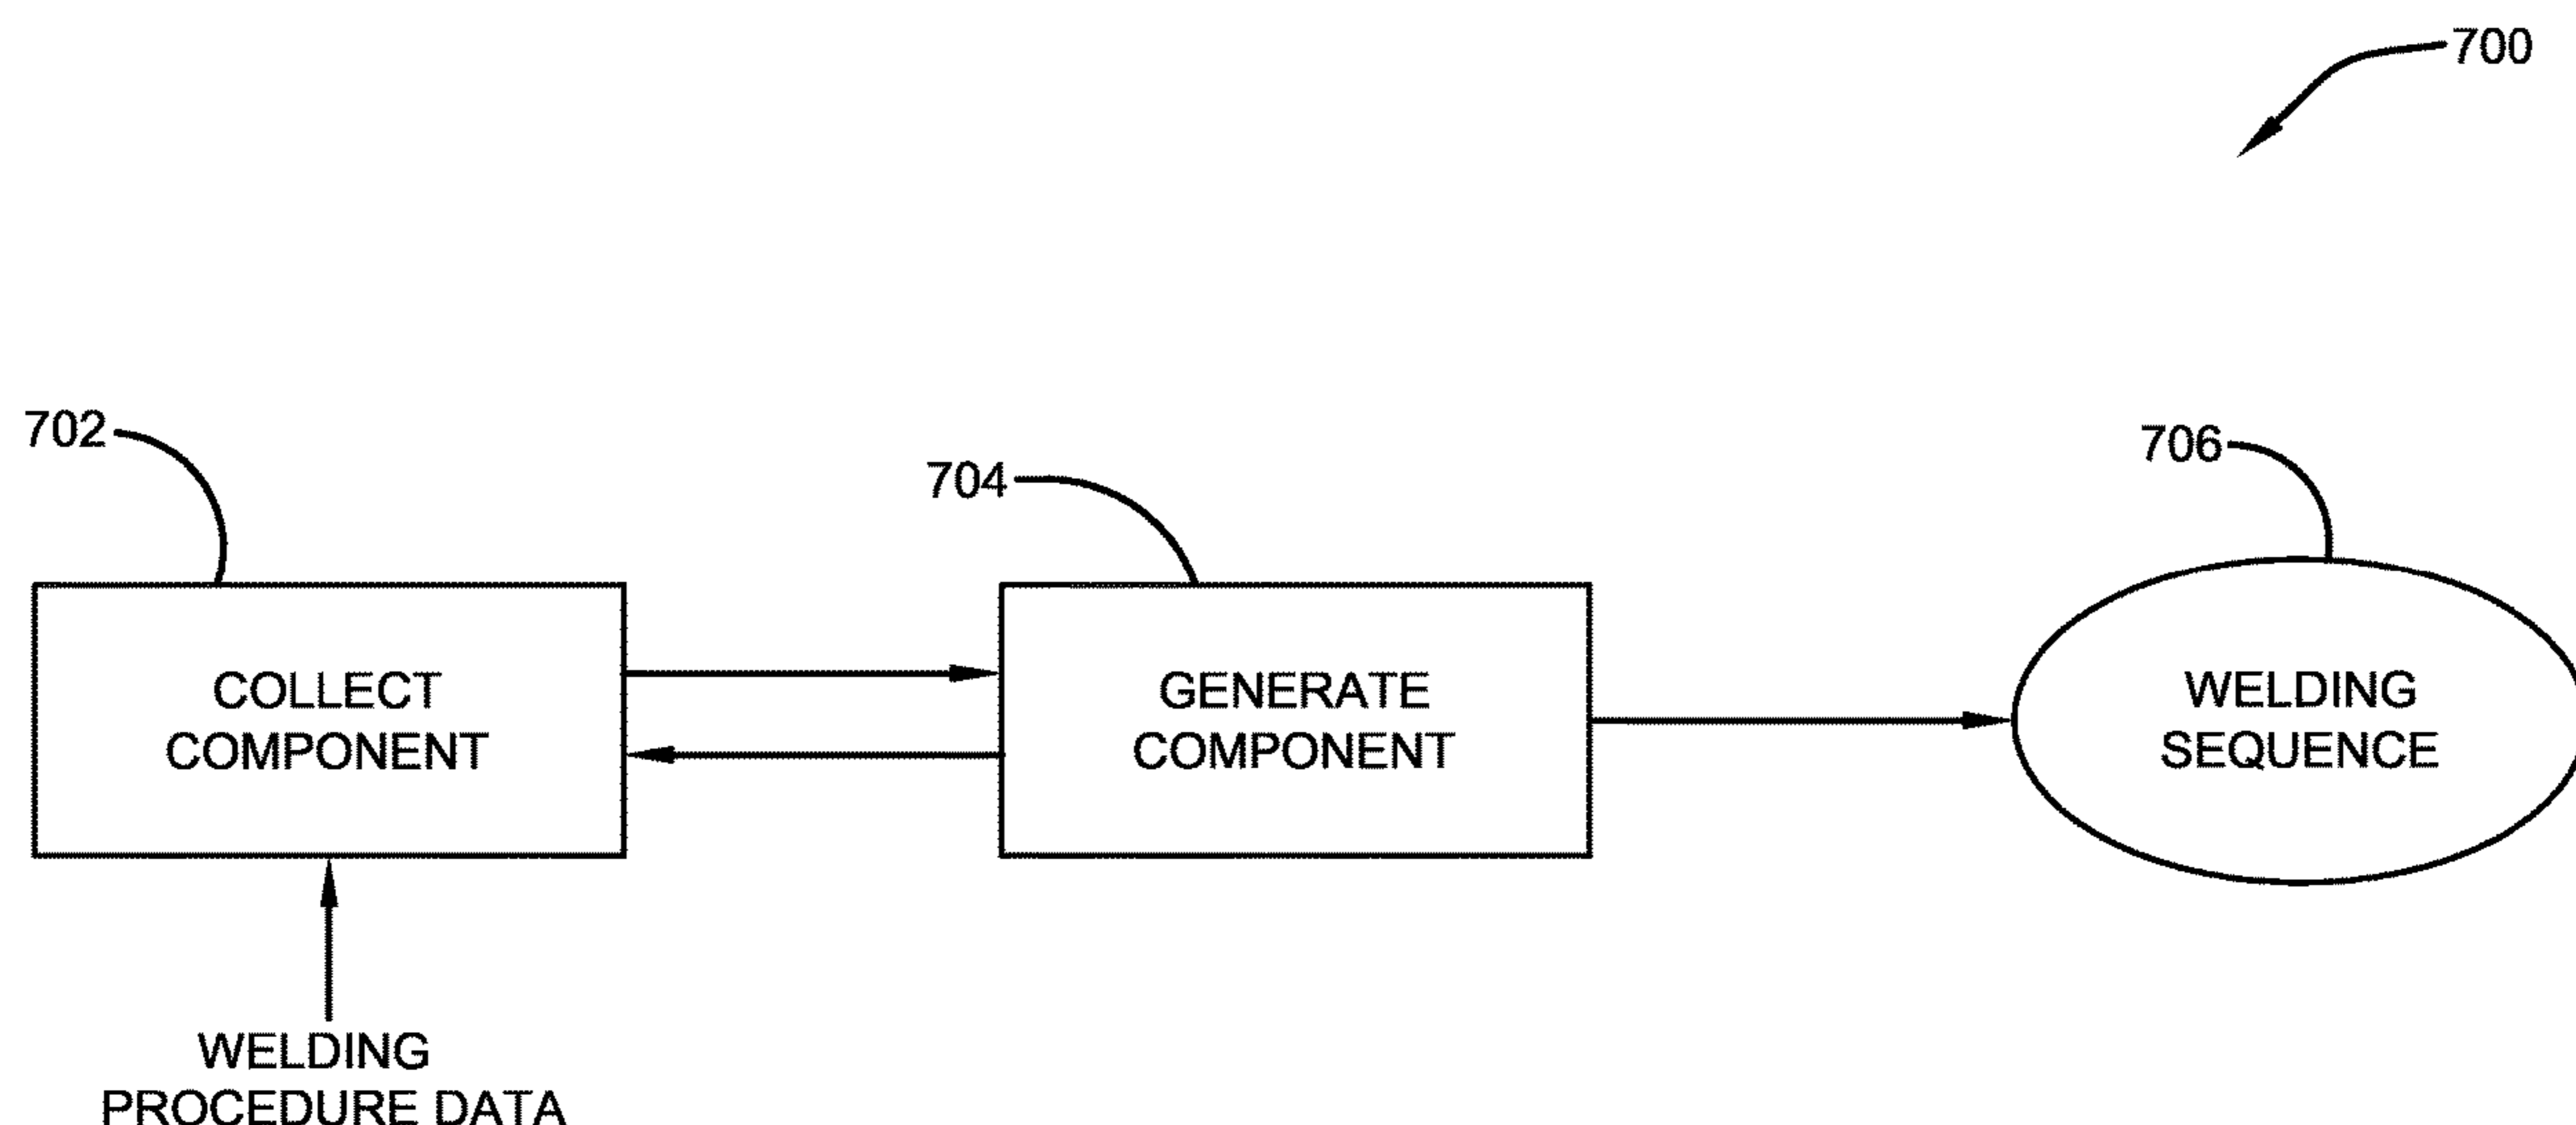 700
702
704
706
COLLECT
COMPONENT
GENERATE
COMPONENT
WELDING
SEQUENCE
WELDING
PROCEDURE DATA